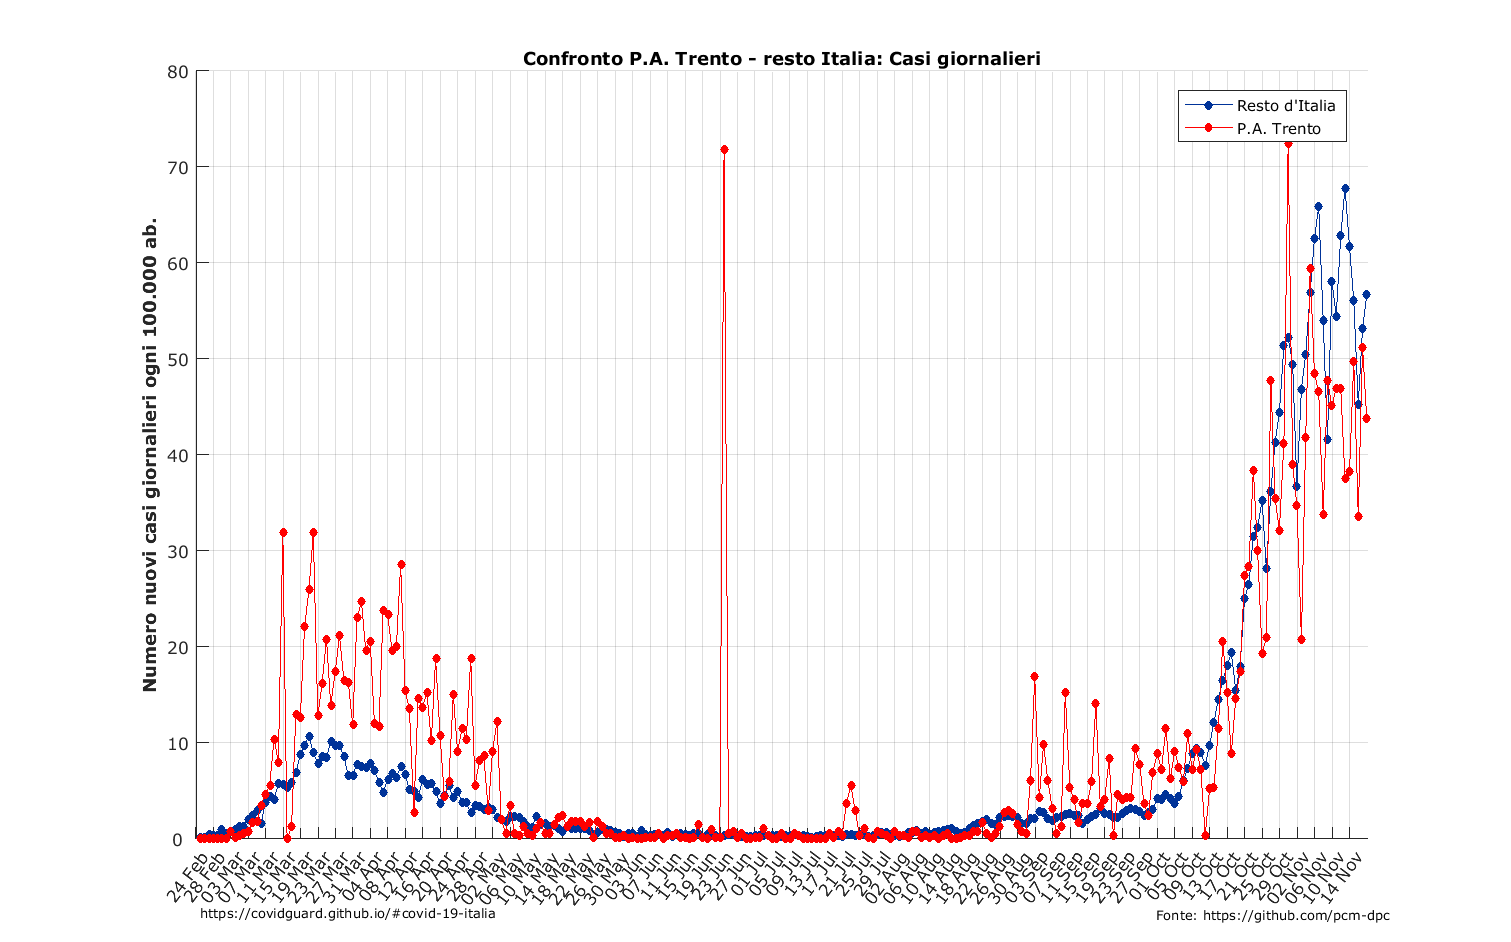 Confronto P.A. Trento - resto Italia: Casi giornalieri
Numero nuovi casi giornalieri ogni 100.000 ab.
80
70
60
50
40
30
20
10
0
Resto d'Italia
P.A. Trento
24 Feb
28 Feb
03 Mar
07 Mar
11 Mar
15 Mar
19 Mar
23 Mar
27 Mar
31 Mar
04 Apr
08 Apr
12 Apr
16 Apr
20 Apr
24 Apr
28 Apr
02 May
06 May
10 May
14 May
18 May
22 May
26 May
30 May
03 Jun
07 Jun
11 Jun
15 Jun
19 Jun
23 Jun
27 Jun
01 Jul
05 Jul
09 Jul
13 Jul
17 Jul
21 Jul
25 Jul
29 Jul
02 Aug
06 Aug
10 Aug
14 Aug
18 Aug
22 Aug
26 Aug
30 Aug
03 Sep
07 Sep
11 Sep
15 Sep
19 Sep
23 Sep
27 Sep
01 Oct
05 Oct
09 Oct
13 Oct
17 Oct
21 Oct
25 Oct
29 Oct
02 Nov
06 Nov
10 Nov
14 Nov
https://covidguard.github.io/#covid-19-italia
Fonte: https://github.com/pcm-dpc